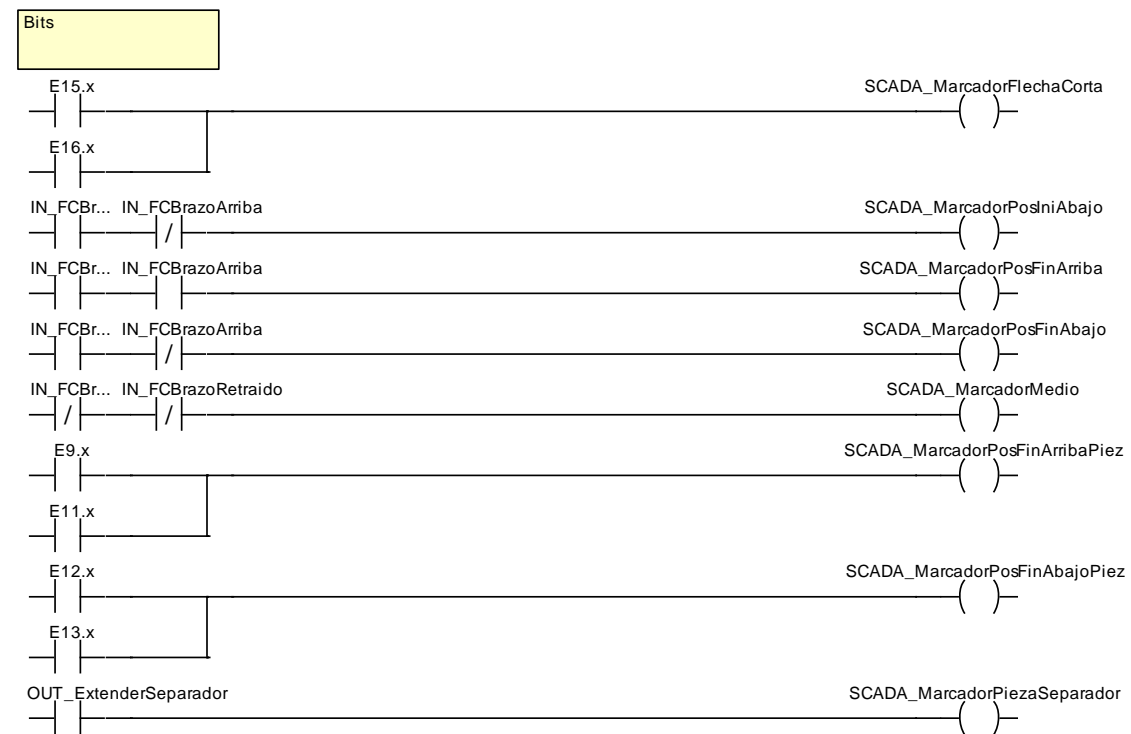 Bits
E15.x SCADA_MarcadorFlechaCorta
E16.x
IN_FCBr... IN_FCBrazoArriba SCADA_MarcadorPosIniAbajo
/
IN_FCBr... IN_FCBrazoArriba SCADA_MarcadorPosFinArriba
IN_FCBr... IN_FCBrazoArriba SCADA_MarcadorPosFinAbajo
/
IN_FCBr... IN_FCBrazoRetraido SCADA_MarcadorMedio
/ /
E9.x SCADA_MarcadorPosFinArribaPiez
E11.x
E12.x SCADA_MarcadorPosFinAbajoPiez
E13.x
OUT_ExtenderSeparador SCADA_MarcadorPiezaSeparador